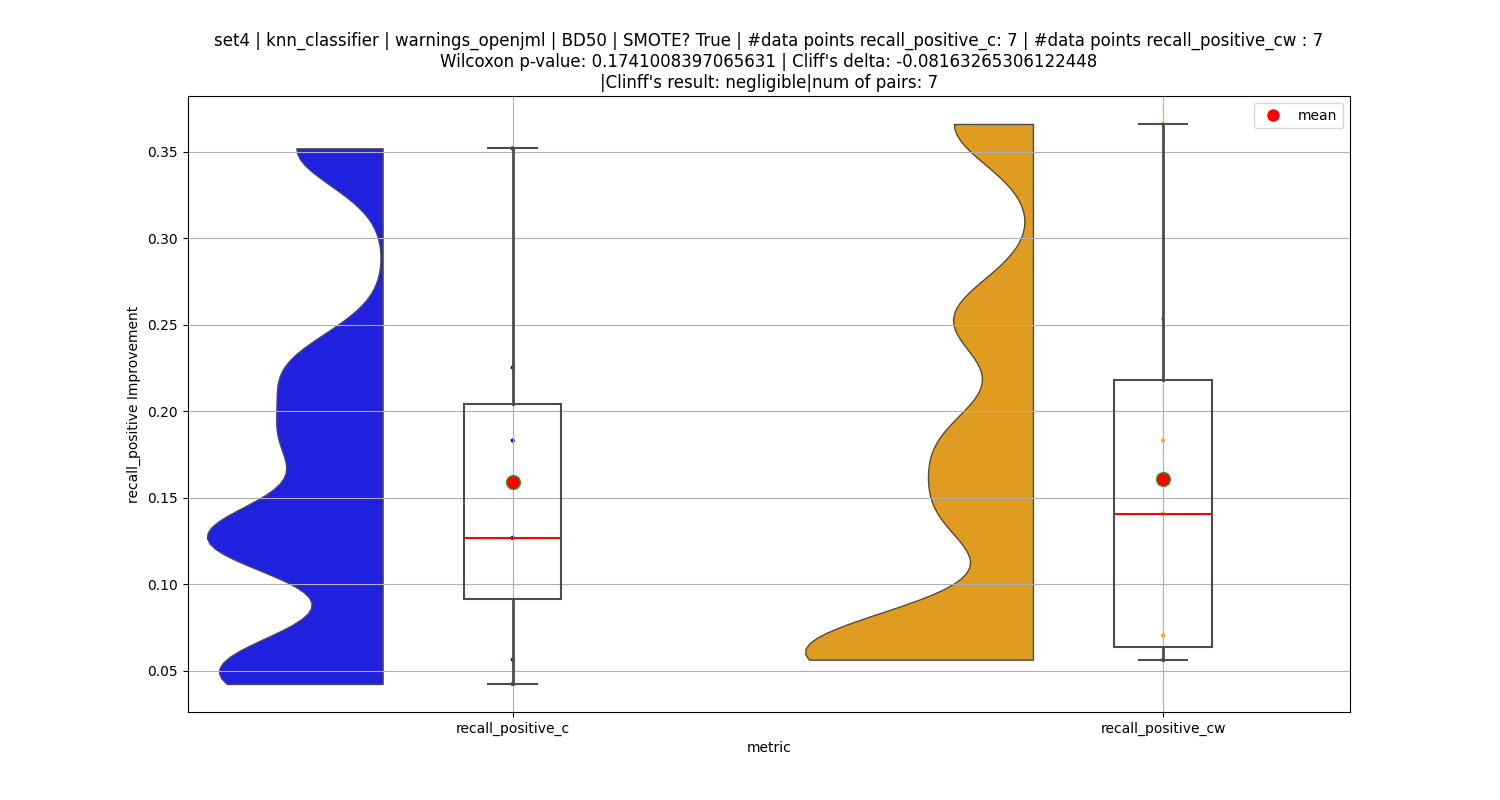 set4 | knn_classifier | warnings_openjml | BD50 | SMOTE? True | #data points recall_positive_c: 7 | #data points recall_positive_cw : 7
Wilcoxon p-value: 0.1741008397065631 | Cliff's delta: -0.08163265306122448
|Clinff's result: negligible|num of pairs: 7
mean
0.35
0.30
0.25
0.20
0.15
0.10
0.05
recall_positive Improvement
recall_positive_c
recall_positive_cw
metric